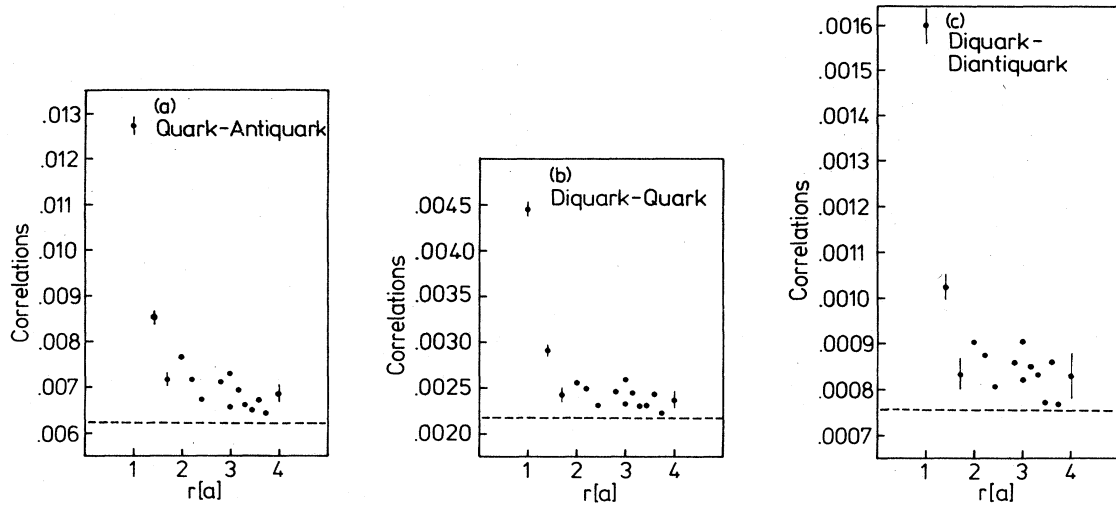 (a)
Quark-Antiquark
.013
.012
.011
.010
.009
.008
.007
.006
Correlations
1 2 3 4
r[a]
(b)
Diquark-Quark
.0045
.0040
.0035
.0030
.0025
.0020
Correlations
1 2 3 4
r[a]
(c)
Diquark-
Diantiquark
.0016
.0015
.0014
.0013
.0012
.0011
.0010
.0009
.0008
.0007
Correlations
1 2 3 4
r[a]